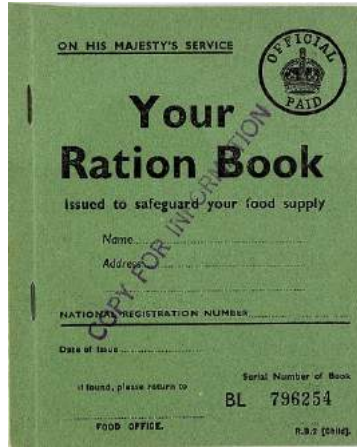 ON HIS MAJESTY'S SERVICE
OFFICIAL
PAID
Your
Ration Book
Issued to safeguard your food supply
Name
Address
COPY FOR INFORMATION
NATIONAL REGISTRATION NUMBER
Date of Issue
If found, please return to
FOOD OFFICE.
Serial Number of Book
BL 796254
R.B.2 [Child].